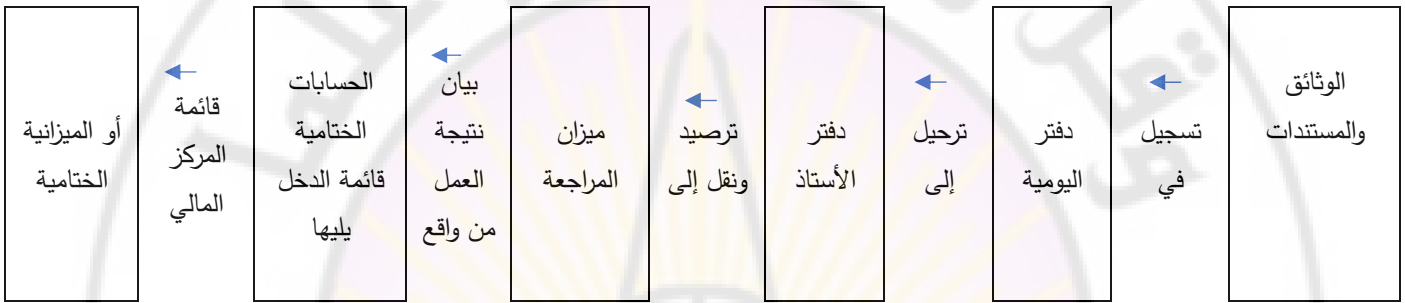 الوثائق
والمستندات
تسجيل
في
دفتر
اليومية
ترحيل
إلى
دفتر
الأستاذ
ترصيد
ونقل إلى
ميزان
المراجعة
بيان
نتيجة
العمل
من واقع
الحسابات
الختامية
قائمة الدخل
يليها
قائمة
المركز
المالي
أو الميزانية
الختامية